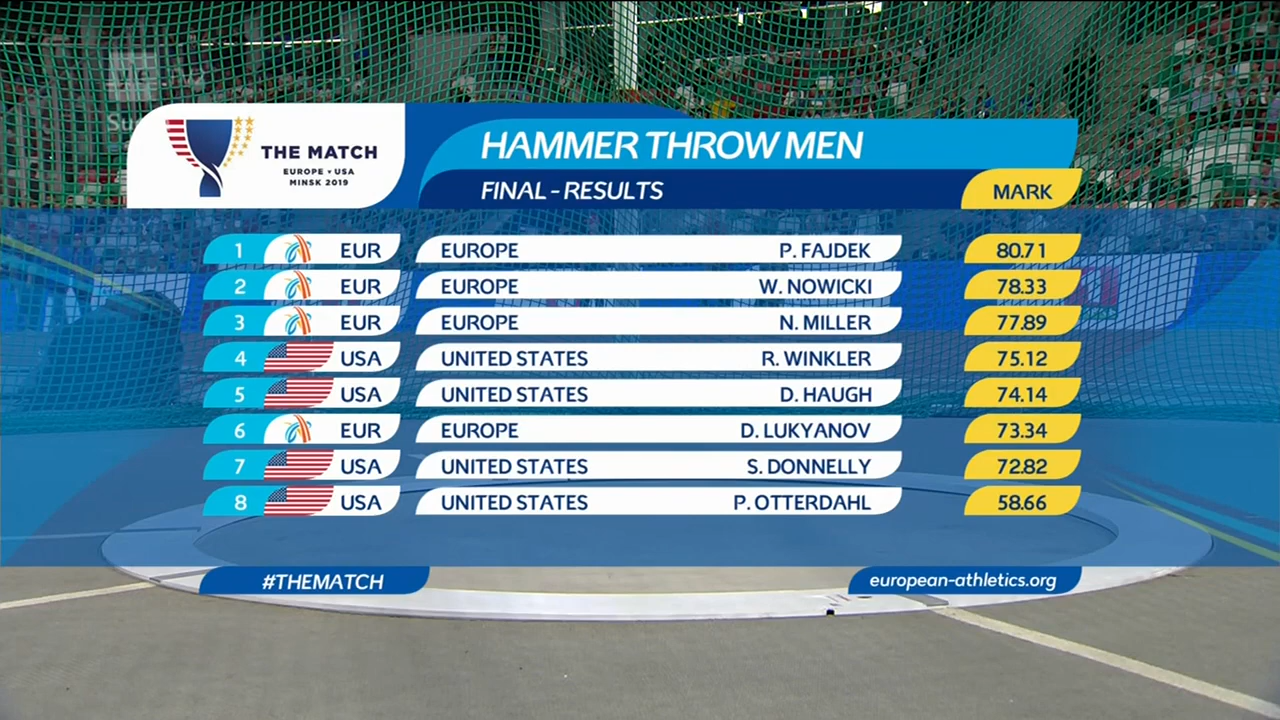 THE MATCH
EUROPE v USA
MINSK 2019
HAMMER THROW MEN
FINAL - RESULTS MARK
1 EUR EUROPE P. FAJDEK 80.71
2 EUR EUROPE W. NOWICKI 78.33
3 EUR EUROPE N. MILLER 77.89
4 USA UNITED STATES R. WINKLER 75.12
5 USA UNITED STATES D. HAUGH 74.14
6 EUR EUROPE D. LUKYANOV 73.34
7 USA UNITED STATES S. DONNELLY 72.82
8 USA UNITED STATES P. OTTERDAHL 58.66
#THEMATCH european-athletics.org